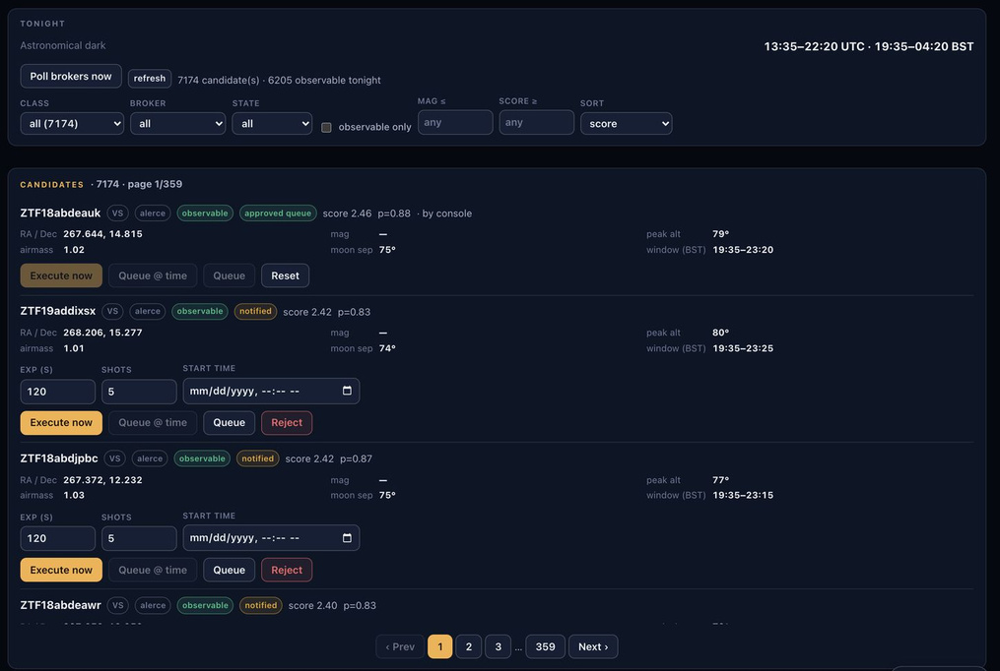 TONIGHT
Astronomical dark 13:35–22:20 UTC · 19:35–04:20 BST
Poll brokers now refresh 7174 candidate(s) · 6205 observable tonight
CLASS BROKER STATE MAG ≤ SCORE ≥ SORT
all (7174) all all observable only any any score
CANDIDATES · 7174 · page 1/359
ZTF18abdeauk VS alerce observable approved queue score 2.46 p=0.88 · by console
RA / Dec 267.644, 14.815 mag — peak alt 79°
airmass 1.02 moon sep 75° window (BST) 19:35–23:20
Execute now Queue @ time Queue Reset
ZTF19addixsx VS alerce observable notified score 2.42 p=0.83
RA / Dec 268.206, 15.277 mag — peak alt 80°
airmass 1.01 moon sep 74° window (BST) 19:35–23:25
EXP (S) SHOTS START TIME
120 5 mm/dd/yyyy, --:-- --
Execute now Queue @ time Queue Reject
ZTF18abdjpbc VS alerce observable notified score 2.42 p=0.87
RA / Dec 267.372, 12.232 mag — peak alt 77°
airmass 1.03 moon sep 75° window (BST) 19:35–23:15
EXP (S) SHOTS START TIME
120 5 mm/dd/yyyy, --:-- --
Execute now Queue @ time Queue Reject
ZTF18abdeawr VS alerce observable notified score 2.40 p=0.83
‹ Prev 1 2 3 ... 359 Next ›